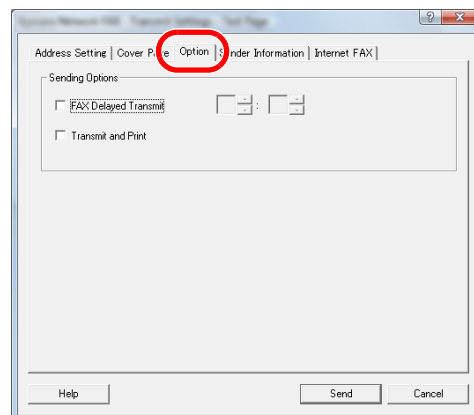 Address Setting Cover Option Sender Information Internet FAX
Sending Options
FAX Delayed Transmit :
Transmit and Print
Help Send Cancel